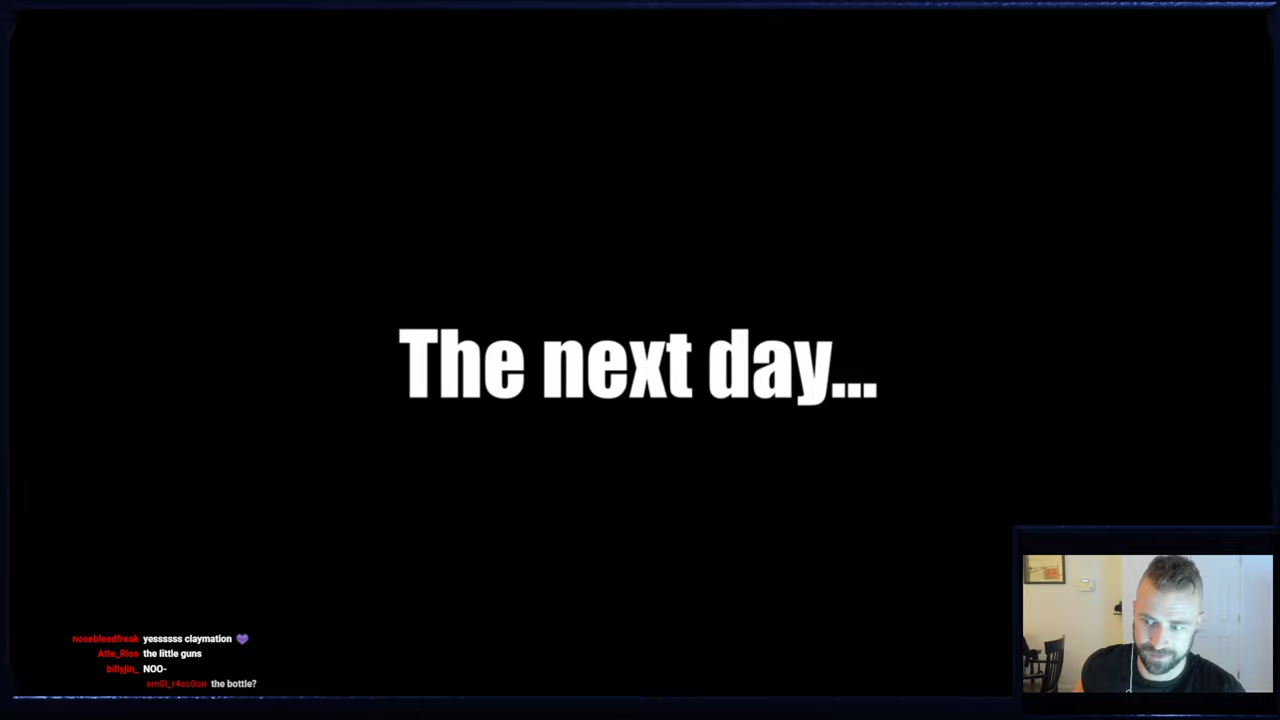 The next day...
nosebleedfreak yessssss claymation 💜
Atte_Rios the little guns
billyjin_ NOO-
sm0l_r4cc0on the bottle?